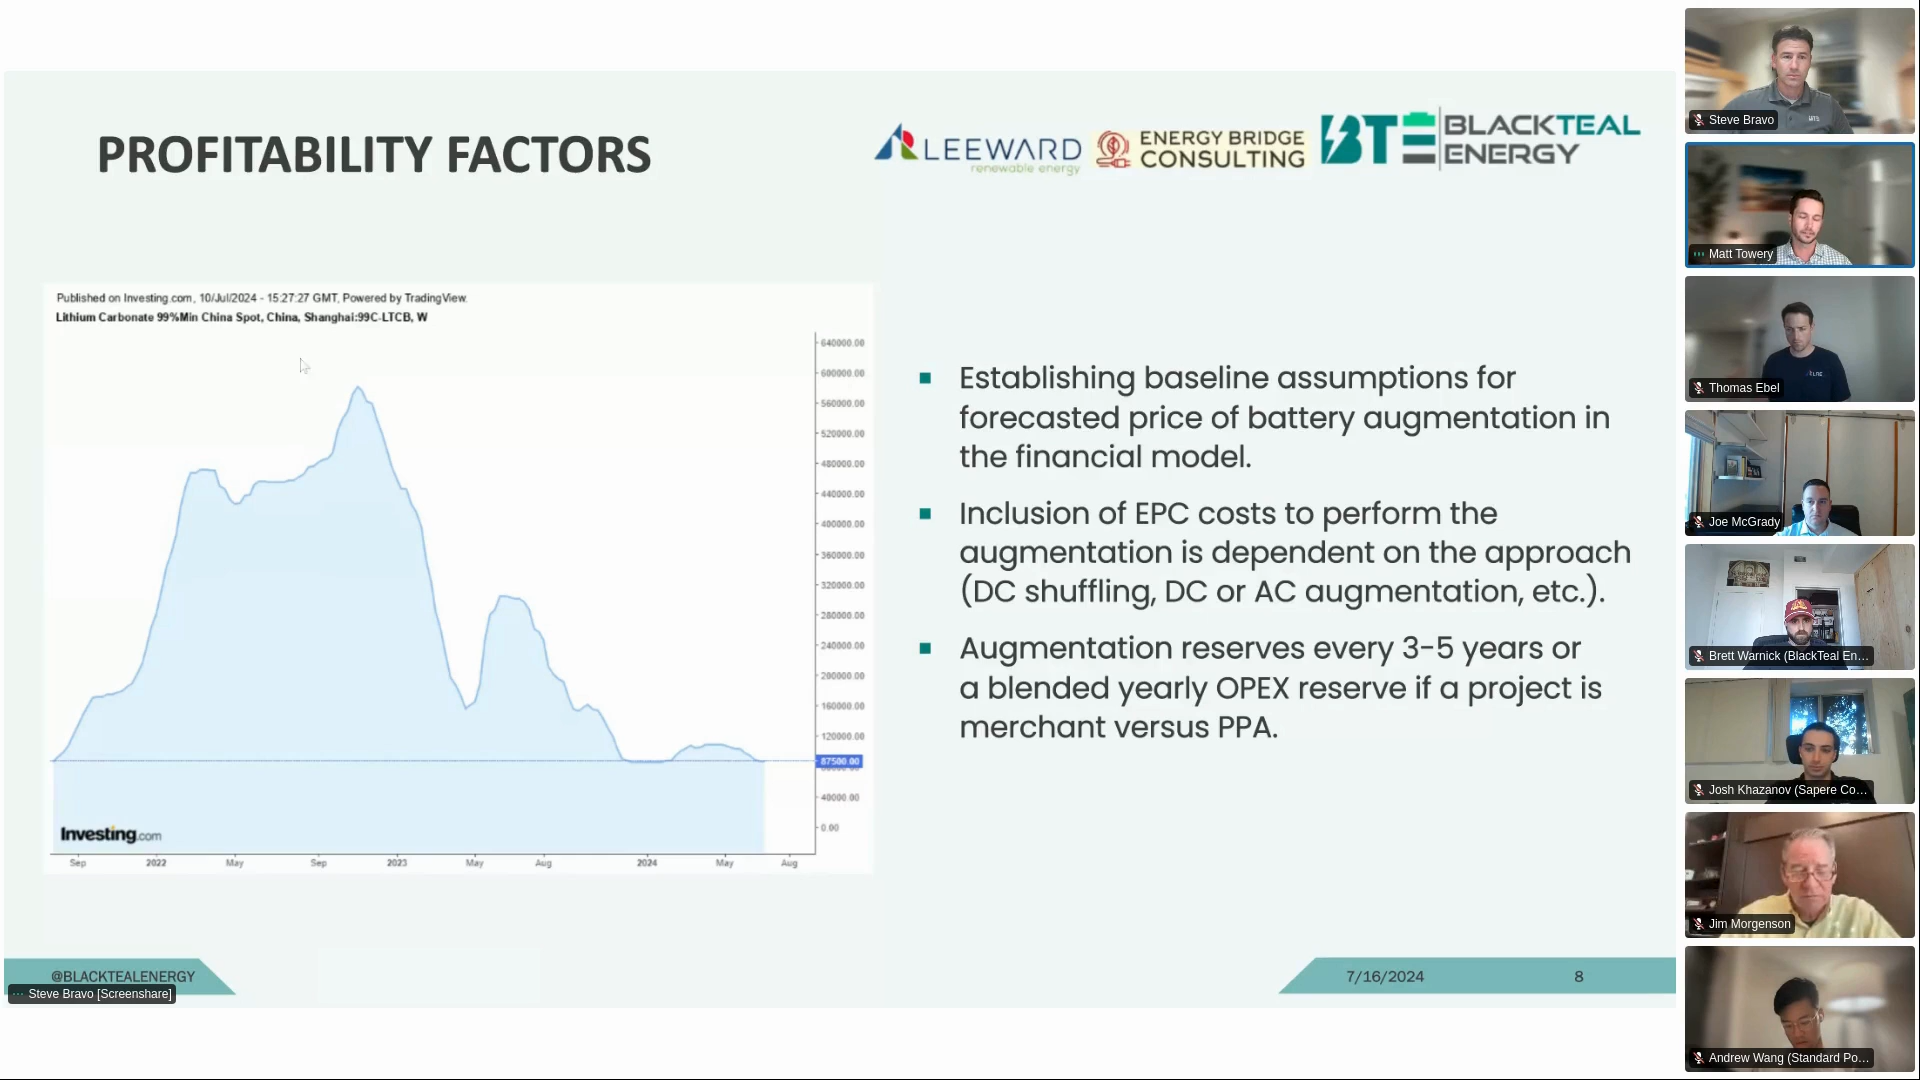 PROFITABILITY FACTORS
LEEWARD
renewable energy
ENERGY BRIDGE
CONSULTING
BTE
BLACKTEAL
ENERGY
Published on Investing.com, 10/Jul/2024 - 15:27:27 GMT, Powered by TradingView.
Lithium Carbonate 99%Min China Spot, China, Shanghai:99C-LTCB, W
640000.00
600000.00
560000.00
520000.00
480000.00
440000.00
400000.00
360000.00
320000.00
280000.00
240000.00
200000.00
160000.00
120000.00
87500.00
40000.00
0.00
Investing.com
Sep 2022 May Sep 2023 May Aug 2024 May Aug
Establishing baseline assumptions for
forecasted price of battery augmentation in
the financial model.
Inclusion of EPC costs to perform the
augmentation is dependent on the approach
(DC shuffling, DC or AC augmentation, etc.).
Augmentation reserves every 3-5 years or
a blended yearly OPEX reserve if a project is
merchant versus PPA.
@BLACKTEALENERGY
7/16/2024
8
Steve Bravo [Screenshare]
Steve Bravo
Matt Towery
Thomas Ebel
Joe McGrady
Brett Warnick (BlackTeal En...
Josh Khazanov (Sapere Co...
Jim Morgenson
Andrew Wang (Standard Po...